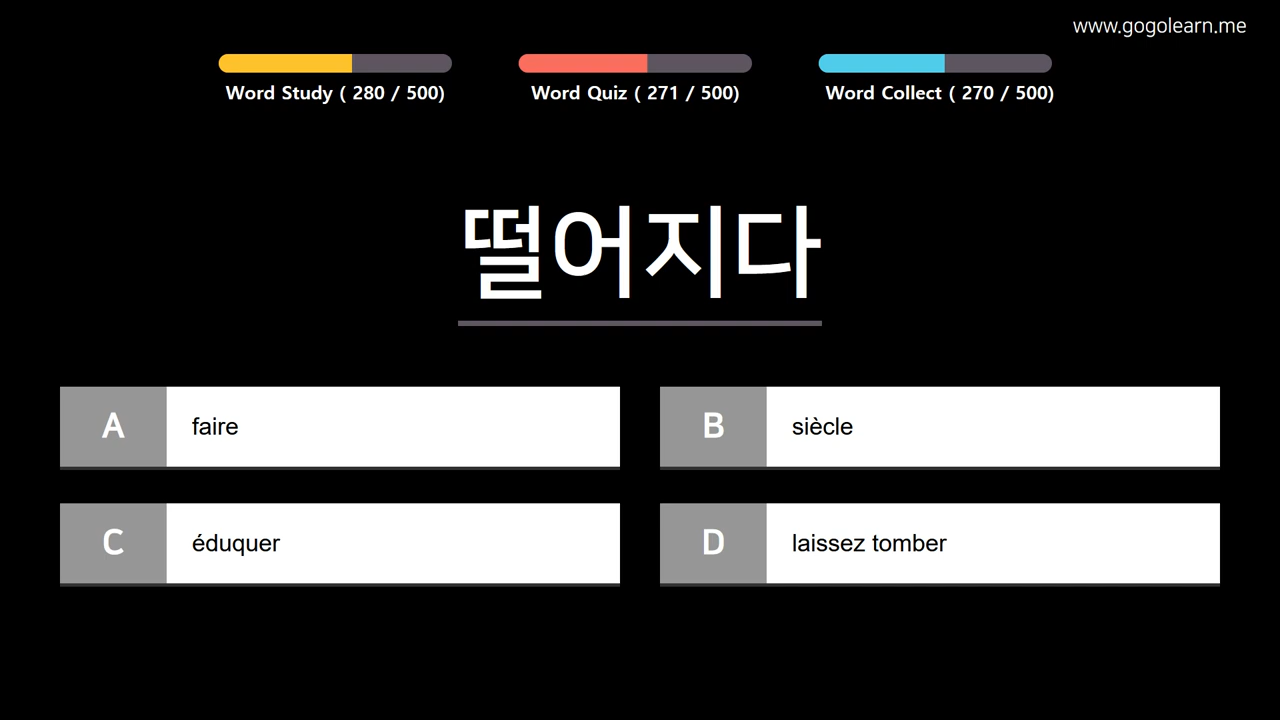 www.gogolearn.me
Word Study ( 280 / 500)
Word Quiz ( 271 / 500)
Word Collect ( 270 / 500)
떨어지다
A
faire
B
siècle
C
éduquer
D
laissez tomber